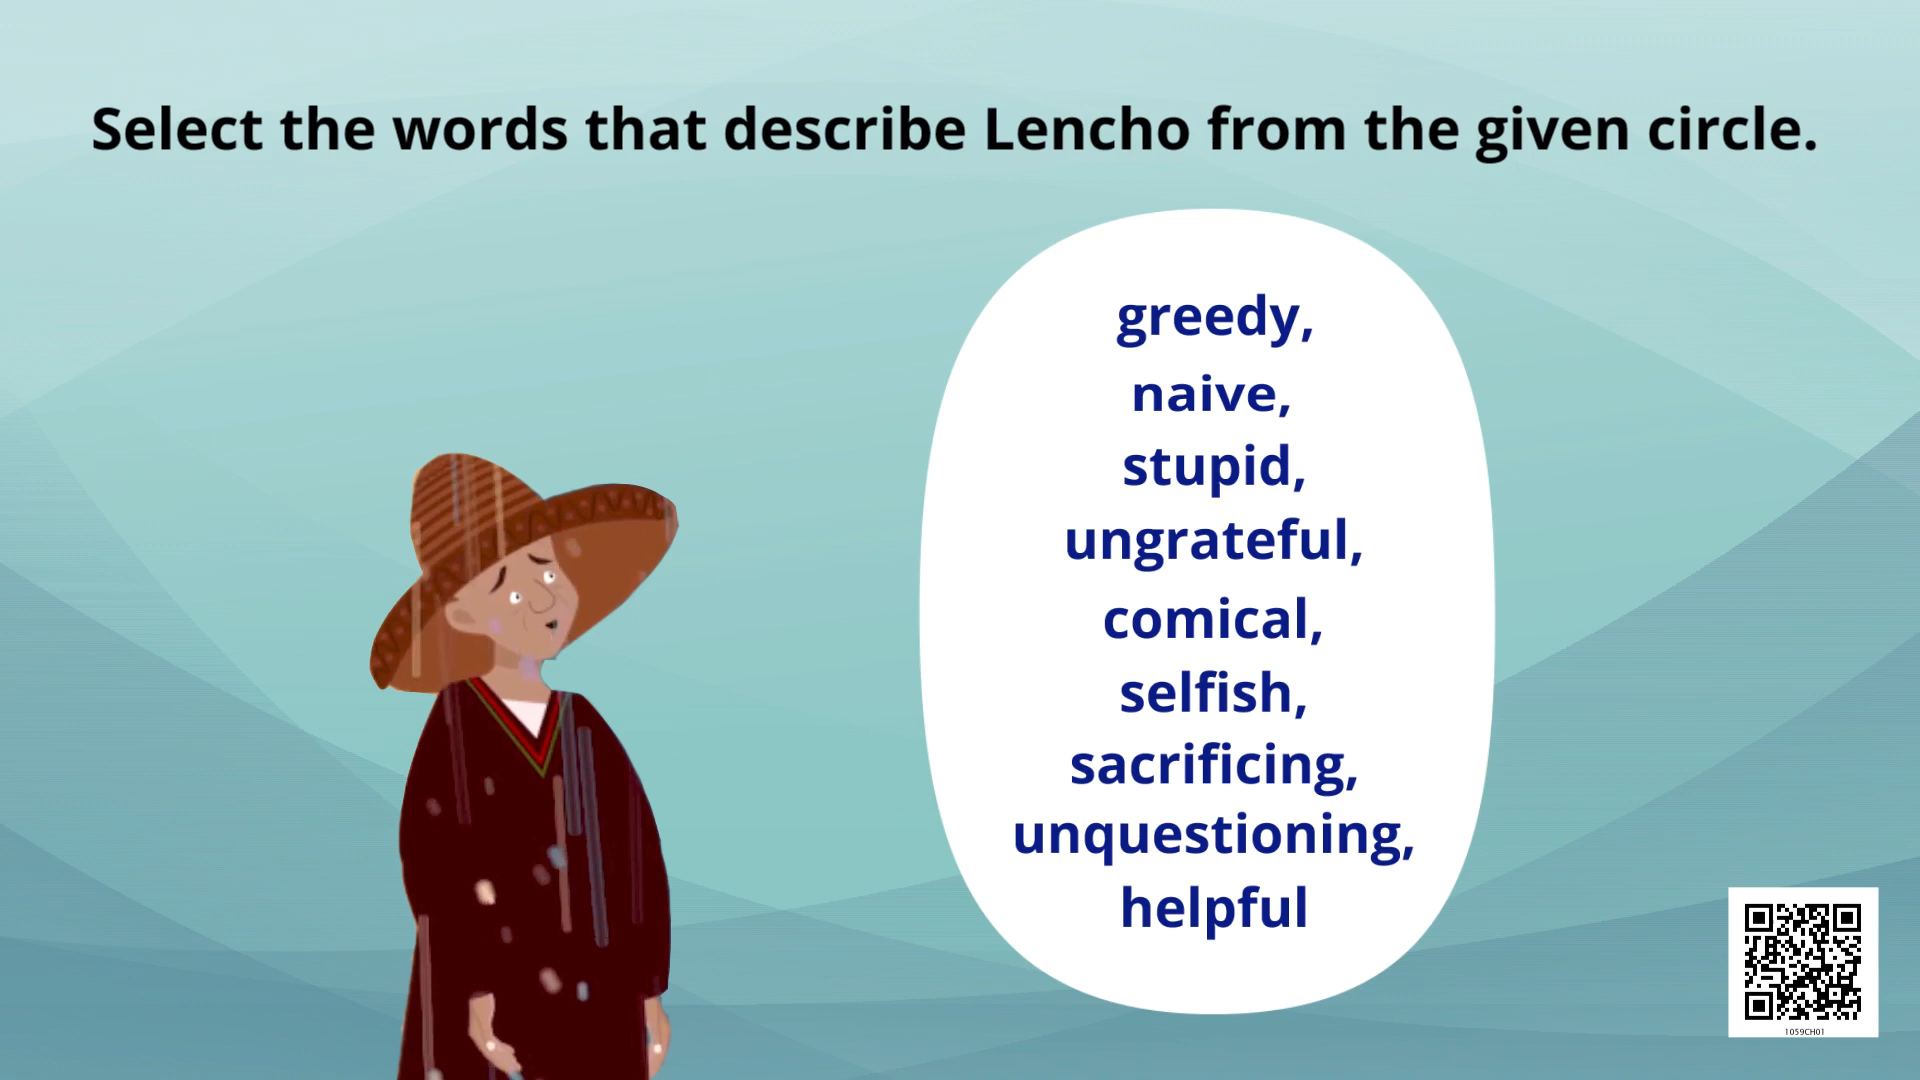 Select the words that describe Lencho from the given circle.
greedy,
naive,
stupid,
ungrateful,
comical,
selfish,
sacrificing,
unquestioning,
helpful
1059CH01